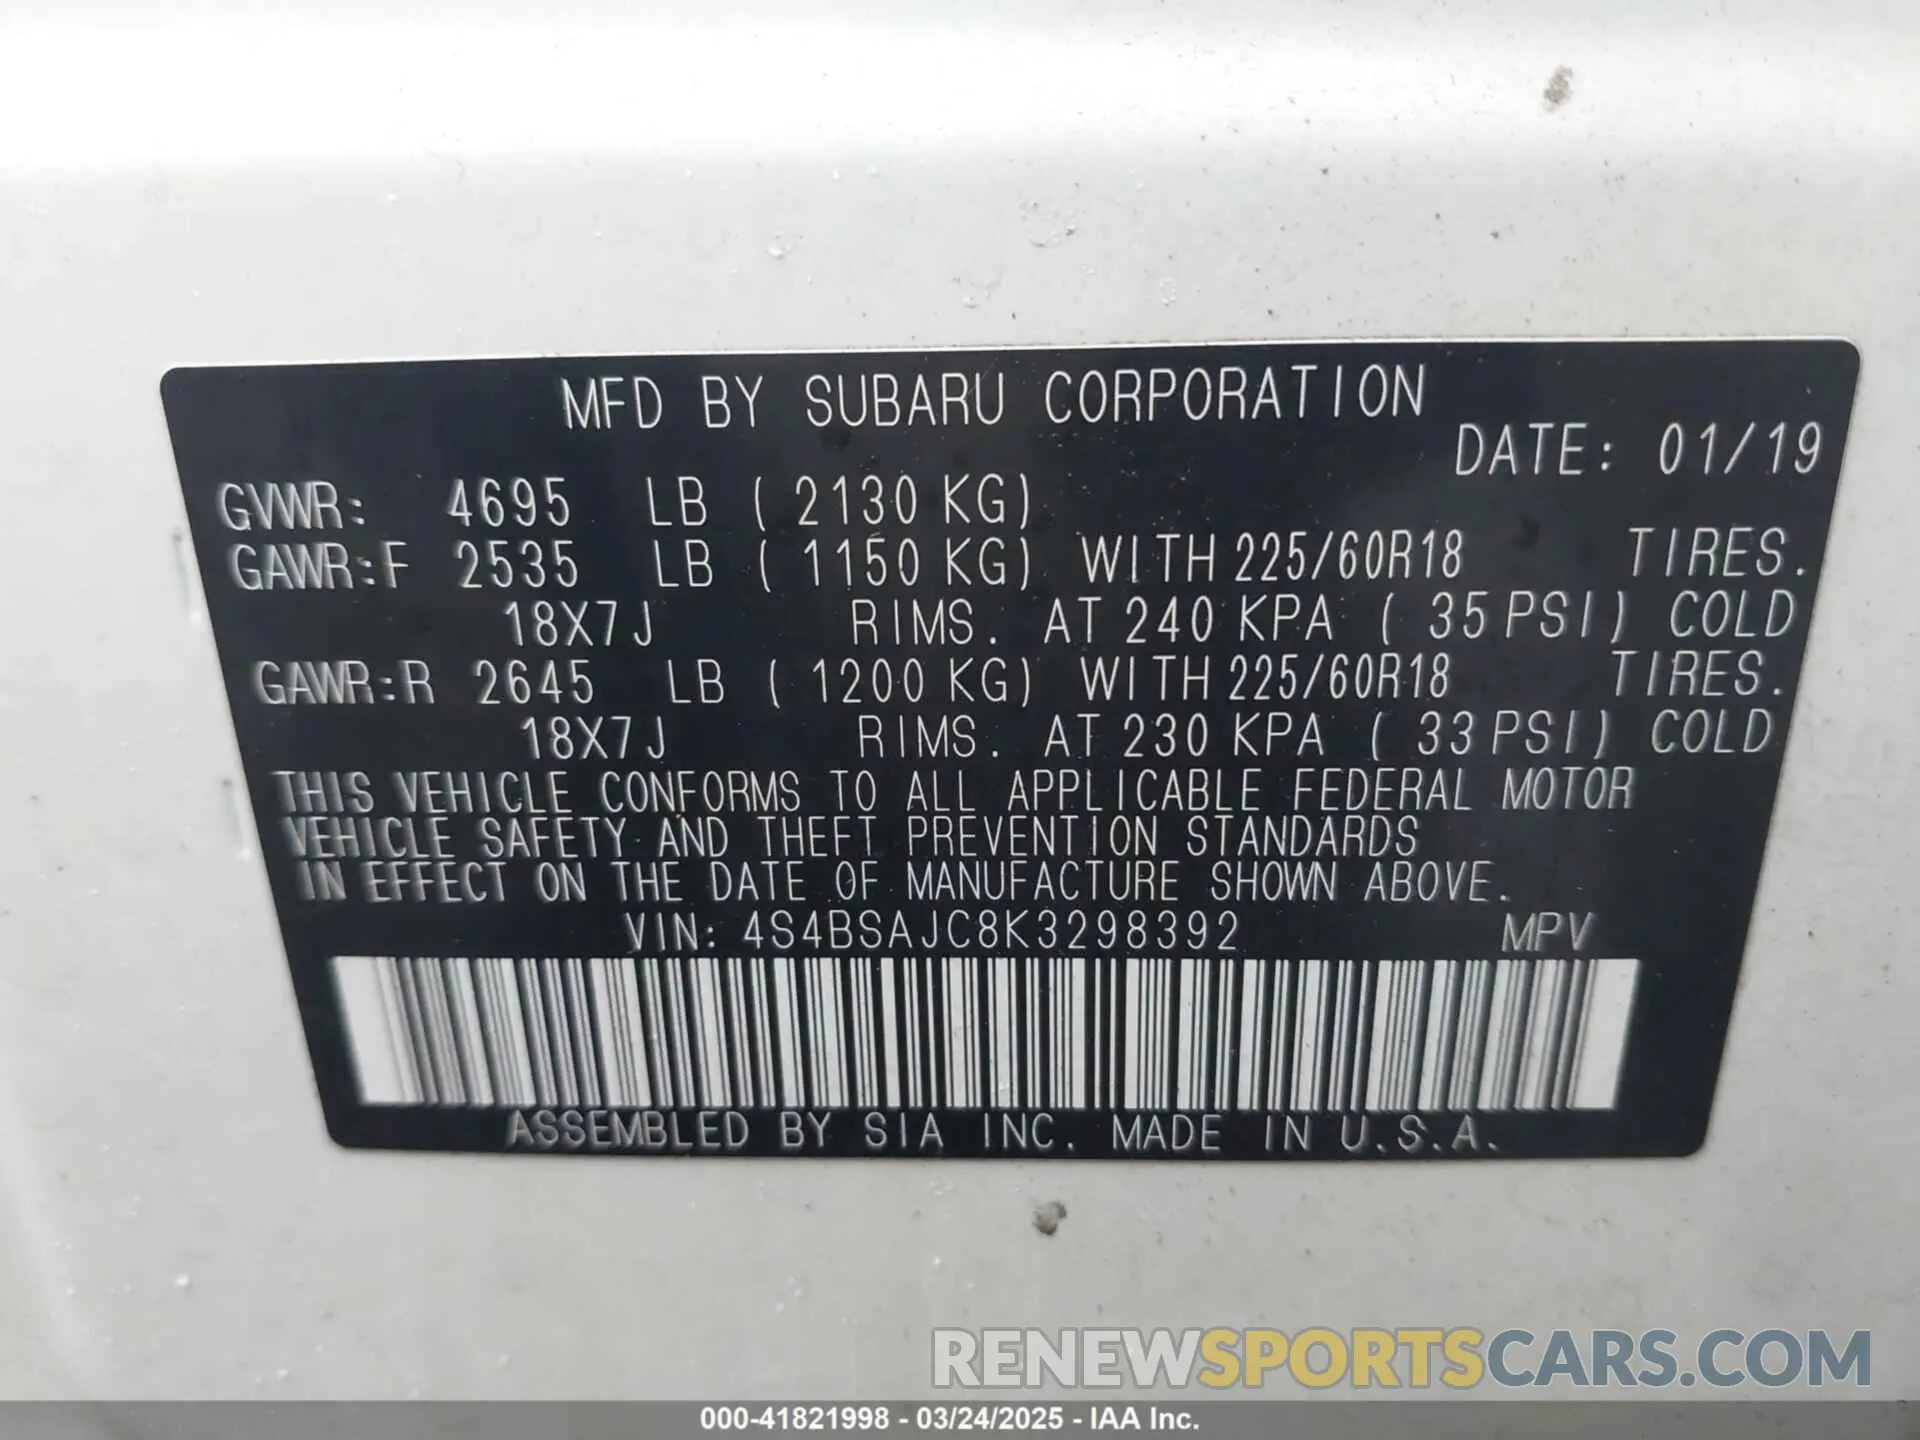 MFD BY SUBARU CORPORATION
DATE: 01/19
GVWR: 4695 LB ( 2130 KG)
GAWR:F 2535 LB ( 1150 KG) WITH 225/60R18 TIRES.
18X7J RIMS. AT 240 KPA ( 35 PSI) COLD
GAWR:R 2645 LB ( 1200 KG) WITH 225/60R18 TIRES.
18X7J RIMS. AT 230 KPA ( 33 PSI) COLD
THIS VEHICLE CONFORMS TO ALL APPLICABLE FEDERAL MOTOR
VEHICLE SAFETY AND THEFT PREVENTION STANDARDS
IN EFFECT ON THE DATE OF MANUFACTURE SHOWN ABOVE.
VIN: 4S4BSAJC8K3298392 MPV
ASSEMBLED BY SIA INC. MADE IN U.S.A.
RENEWSPORTSCARS.COM
000-41821998 - 03/24/2025 - IAA Inc.